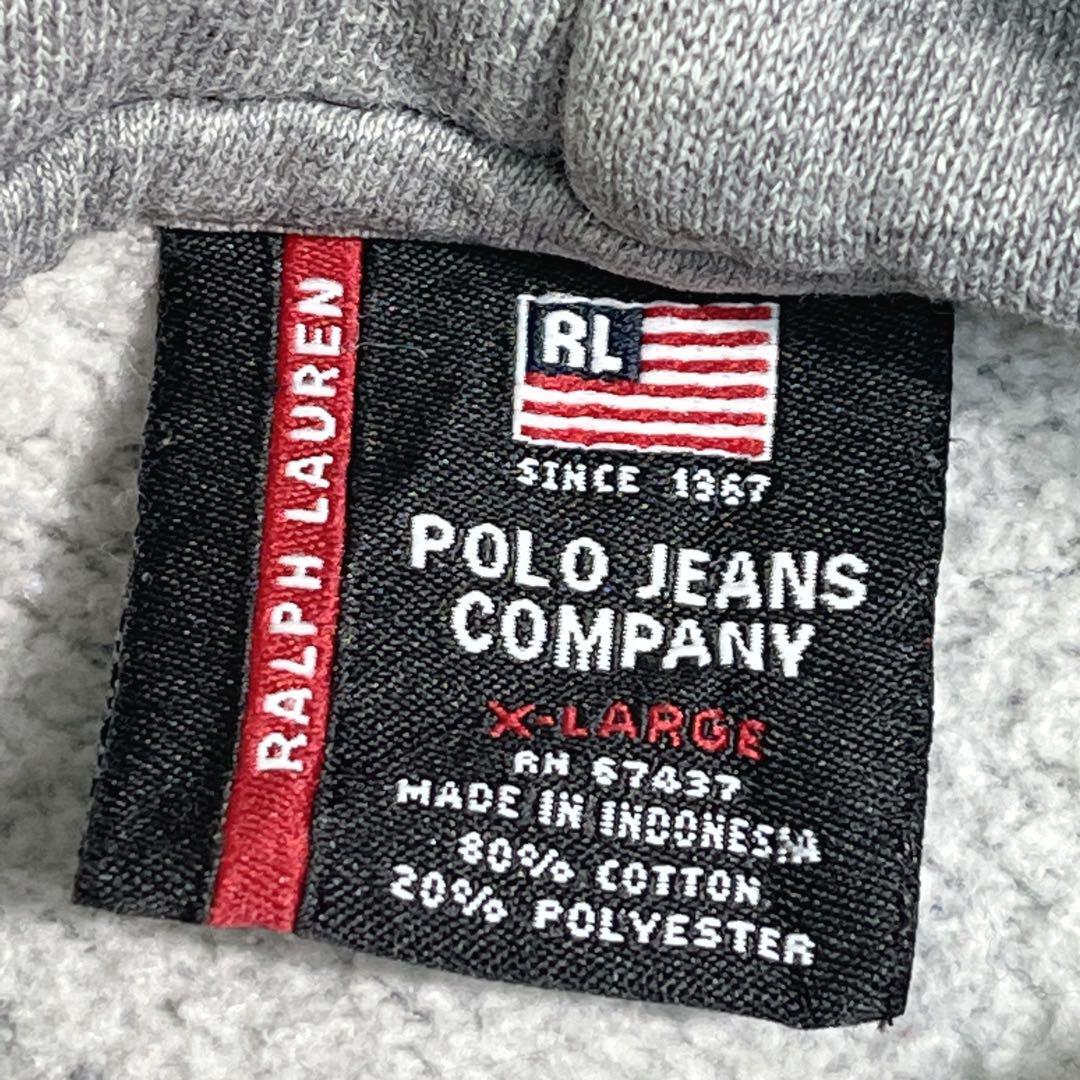 RALPH LAUREN
RL
SINCE 1967
POLO JEANS
COMPANY
X-LARGE
RN 67437
MADE IN INDONESIA
80% COTTON
20% POLYESTER